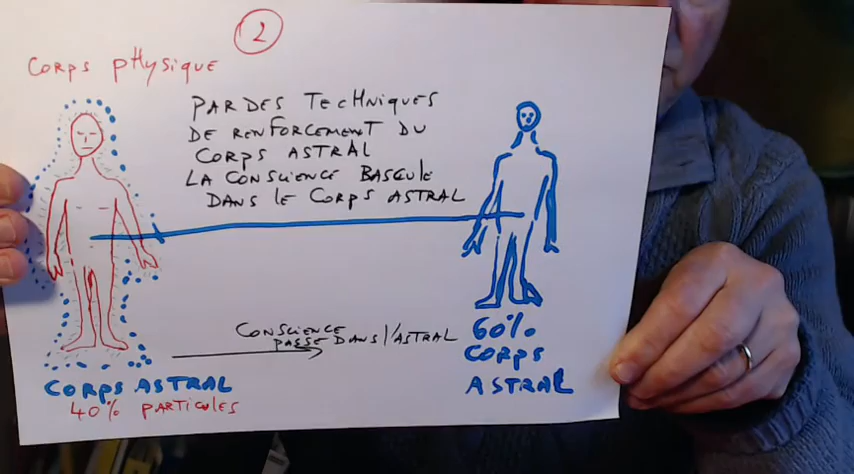 2
CORPS PHYSIQUE
PAR DES TECHNIQUES
DE RENFORCEMENT DU
CORPS ASTRAL
LA CONSCIENCE BASCULE
DANS LE CORPS ASTRAL
CONSCIENCE
PASSE DANS l'ASTRAL
CORPS ASTRAL
40% PARTICULES
60%
CORPS
ASTRAL